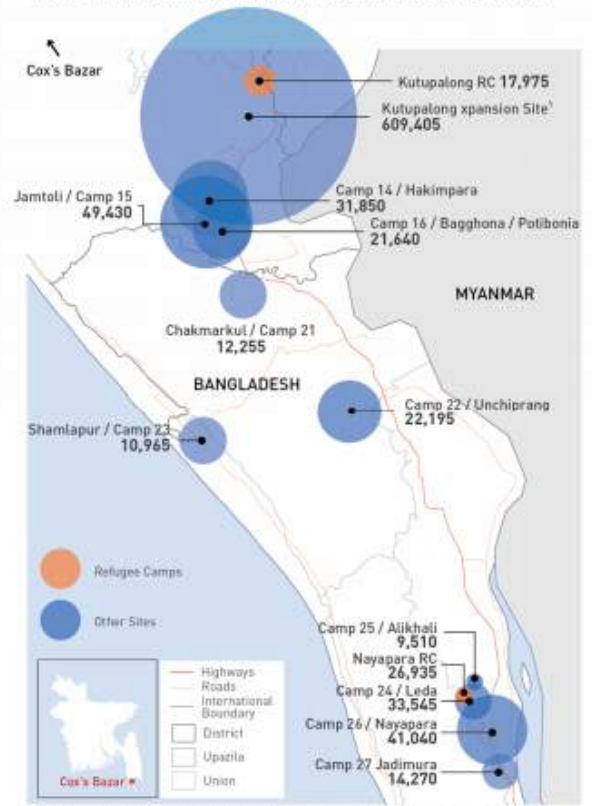 Cox's Bazar
Kutupalong RC 17,975
Kutupalong xpansion Site¹
609,405
Jamtoli / Camp 15
49,430
Camp 14 / Hakimpara
31,850
Camp 16 / Bagghona / Potibonia
21,640
MYANMAR
Chakmarkul / Camp 21
12,255
BANGLADESH
Camp 22 / Unchiprang
22,195
Shamlapur / Camp 23
10,965
Refugee Camps
Other Sites
Camp 25 / Alikhali
9,510
Nayapara RC
26,935
Camp 24 / Leda
33,545
Camp 26 / Nayapara
41,040
Camp 27 Jadimura
14,270
Highways
Roads
International
Boundary
District
Upazila
Union
Cox's Bazar